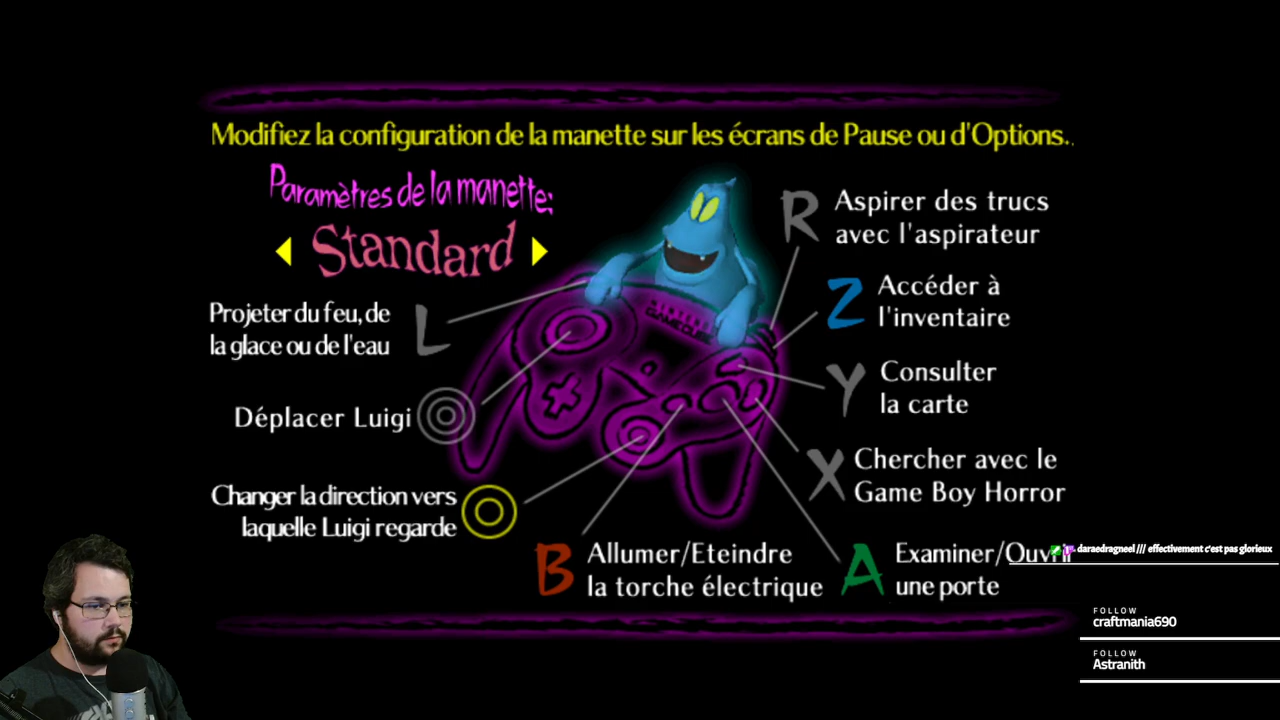 Modifiez la configuration de la manette sur les écrans de Pause ou d'Options.
Paramètres de la manette:
Standard
Projeter du feu, de
la glace ou de l'eau
L
Déplacer Luigi
Changer la direction vers
laquelle Luigi regarde
NINTENDO
GAMECUBE
R
Aspirer des trucs
avec l'aspirateur
Z
Accéder à
l'inventaire
Y
Consulter
la carte
X
Chercher avec le
Game Boy Horror
B
Allumer/Eteindre
la torche électrique
A
Examiner/Ouvrir
une porte
daraedragneel /// effectivement c'est pas glorieux
FOLLOW
craftmania690
FOLLOW
Astranith